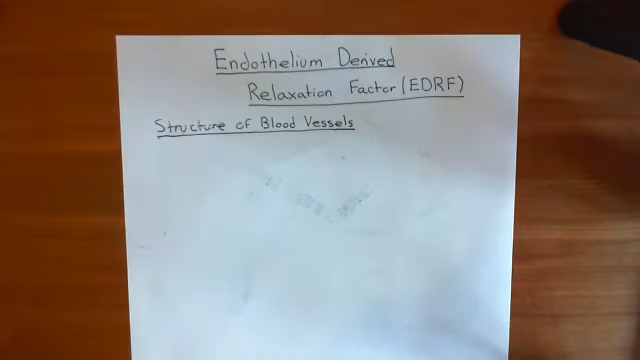 Endothelium Derived
Relaxation Factor (EDRF)
Structure of Blood Vessels